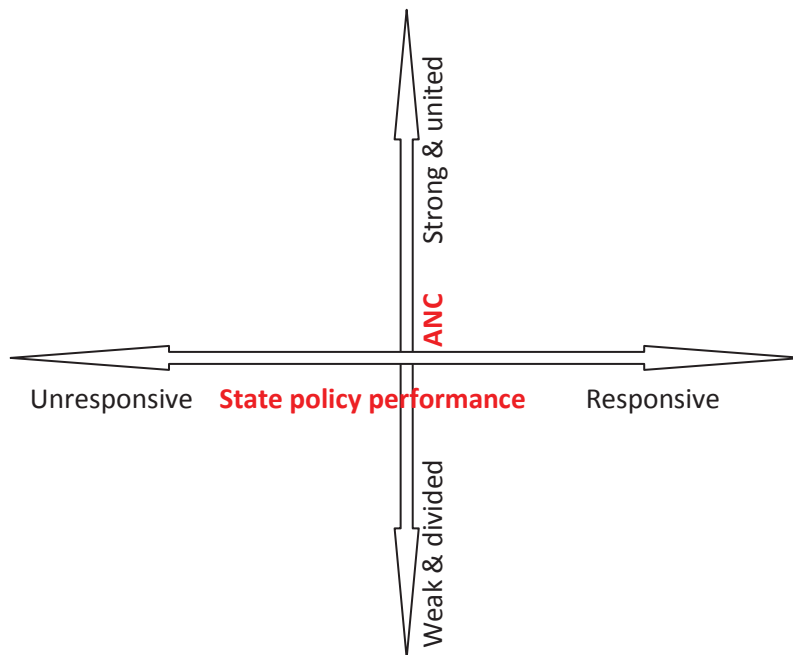 Strong & united
ANC
Unresponsive State policy performance Responsive
Weak & divided